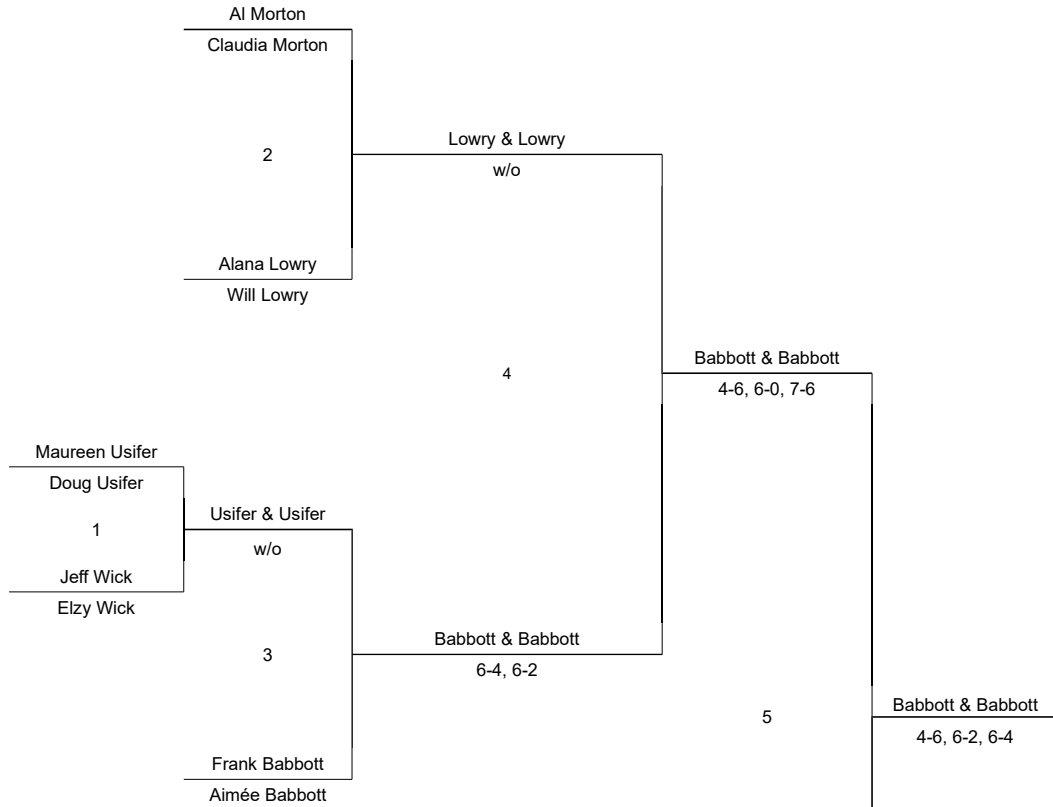 Al Morton
Claudia Morton
2
Lowry & Lowry
w/o
Alana Lowry
Will Lowry
4
Babbott & Babbott
4-6, 6-0, 7-6
Maureen Usifer
Doug Usifer
1
Usifer & Usifer
w/o
Jeff Wick
Elzy Wick
3
Babbott & Babbott
6-4, 6-2
5
Babbott & Babbott
4-6, 6-2, 6-4
Frank Babbott
Aimée Babbott